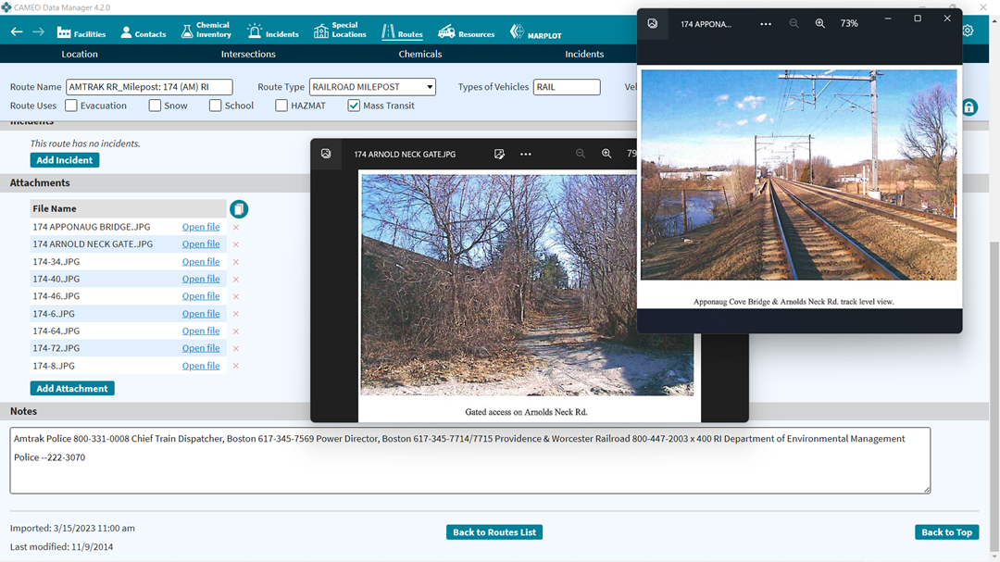 CAMEO Data Manager 4.2.0
Facilities
Contacts
Chemical Inventory
Incidents
Special Locations
Routes
Resources
MARPLOT
Location
Intersections
Chemicals
Incidents
Route Name AMTRAK RR_Milepost: 174 (AM) RI Route Type RAILROAD MILEPOST Types of Vehicles RAIL Vel
Route Uses Evacuation Snow School HAZMAT Mass Transit
Incidents
This route has no incidents.
Add Incident
Attachments
File Name
174 APPONAUG BRIDGE.JPG Open file
174 ARNOLD NECK GATE.JPG Open file
174-34.JPG Open file
174-40.JPG Open file
174-46.JPG Open file
174-6.JPG Open file
174-64.JPG Open file
174-72.JPG Open file
174-8.JPG Open file
Add Attachment
174 ARNOLD NECK GATE.JPG
79
Gated access on Arnolds Neck Rd.
174 APPONA...
73%
Apponaug Cove Bridge & Arnolds Neck Rd. track level view.
Notes
Amtrak Police 800-331-0008 Chief Train Dispatcher, Boston 617-345-7569 Power Director, Boston 617-345-7714/7715 Providence & Worcester Railroad 800-447-2003 x 400 RI Department of Environmental Management
Police --222-3070
Imported: 3/15/2023 11:00 am
Last modified: 11/9/2014
Back to Routes List
Back to Top